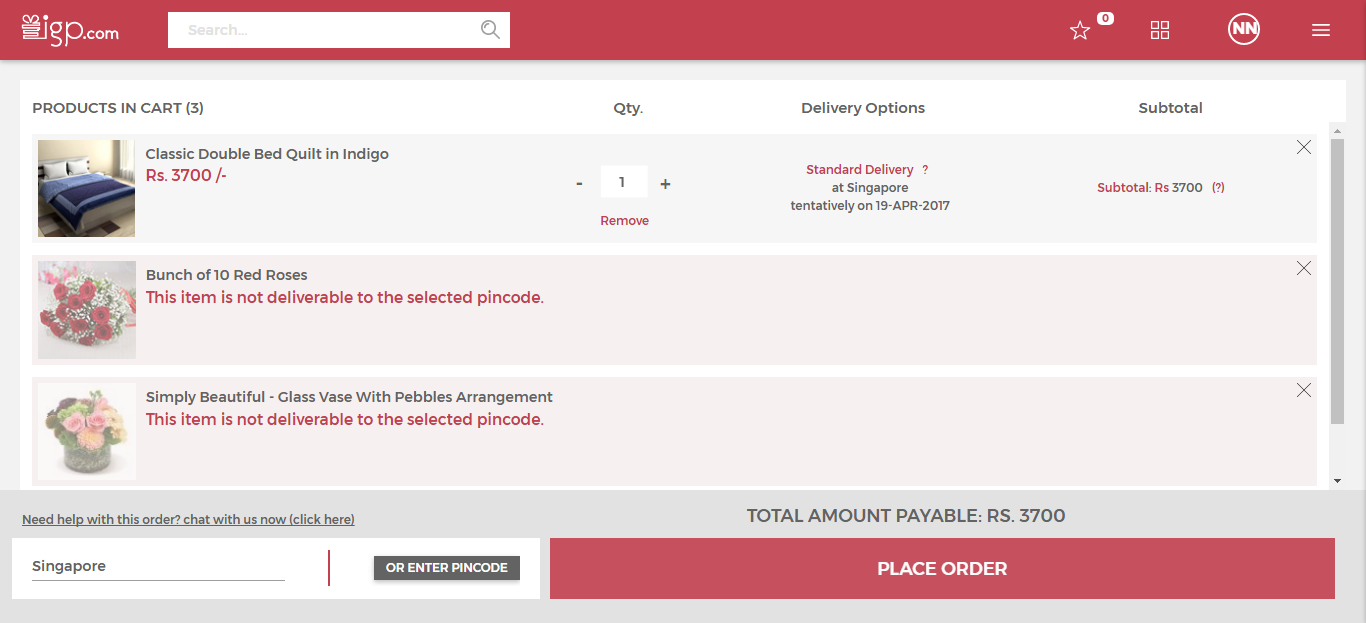 igp.com
Search...
0
NN
PRODUCTS IN CART (3)
Qty.
Delivery Options
Subtotal
Classic Double Bed Quilt in Indigo
Rs. 3700 /-
- 1 +
Remove
Standard Delivery ?
at Singapore
tentatively on 19-APR-2017
Subtotal: Rs 3700 (?)
Bunch of 10 Red Roses
This item is not deliverable to the selected pincode.
Simply Beautiful - Glass Vase With Pebbles Arrangement
This item is not deliverable to the selected pincode.
Need help with this order? chat with us now (click here)
TOTAL AMOUNT PAYABLE: RS. 3700
Singapore
OR ENTER PINCODE
PLACE ORDER